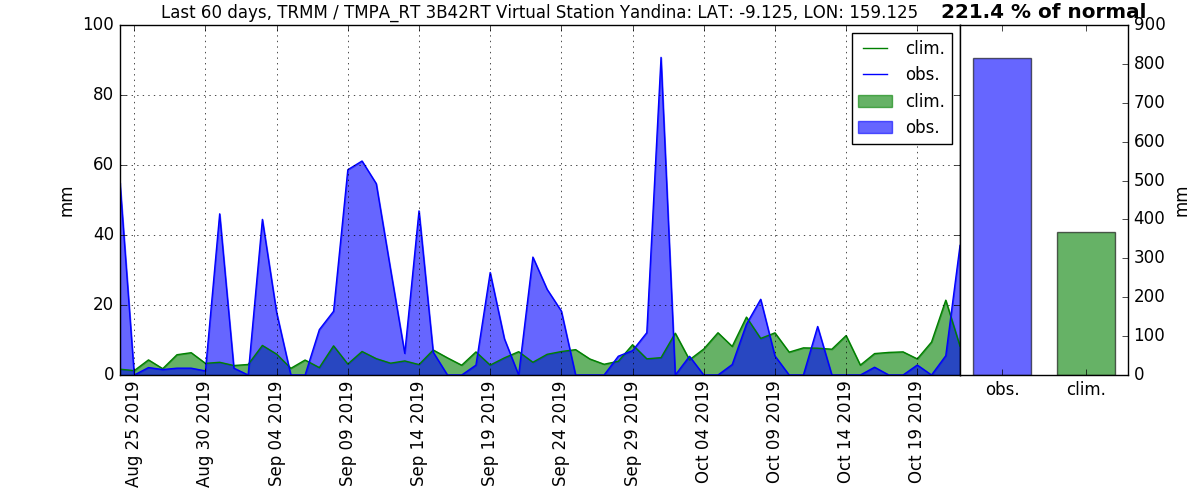 Last 60 days, TRMM / TMPA_RT 3B42RT Virtual Station Yandina: LAT: -9.125, LON: 159.125
221.4 % of normal
100
80
60
40
20
0
mm
clim.
obs.
clim.
obs.
900
800
700
600
500
400
300
200
100
0
mm
Aug 25 2019
Aug 30 2019
Sep 04 2019
Sep 09 2019
Sep 14 2019
Sep 19 2019
Sep 24 2019
Sep 29 2019
Oct 04 2019
Oct 09 2019
Oct 14 2019
Oct 19 2019
obs.
clim.